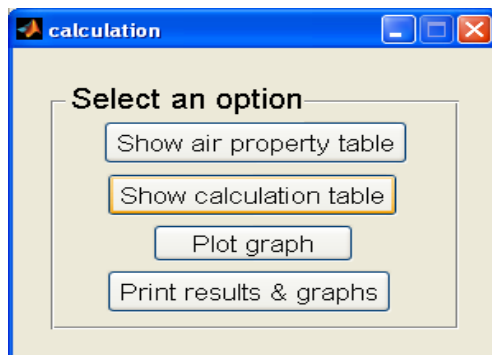 calculation
Select an option
Show air property table
Show calculation table
Plot graph
Print results & graphs